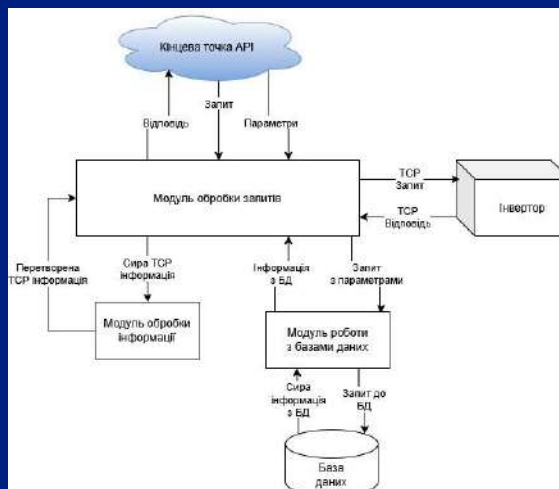 Кінцева точка API
Відповідь
Запит
Параметри
Модуль обробки запитів
TCP
Запит
TCP
Відповідь
Інвертор
Перетворена
TCP інформація
Сира TCP
інформація
Інформація
з БД
Запит
з параметрами
Модуль обробки
інформації
Модуль роботи
з базами даних
Сира
інформація
з БД
Запит до
БД
База
даних